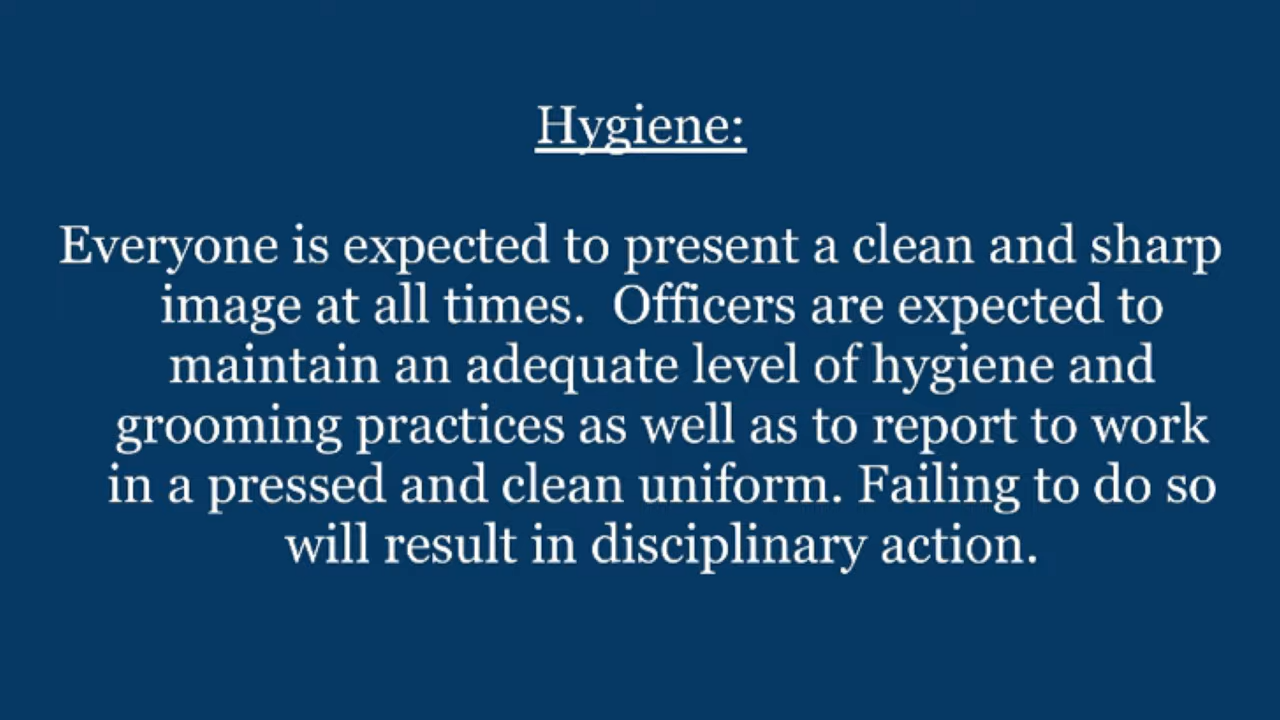 Hygiene:
Everyone is expected to present a clean and sharp
image at all times.  Officers are expected to
maintain an adequate level of hygiene and
grooming practices as well as to report to work
in a pressed and clean uniform. Failing to do so
will result in disciplinary action.